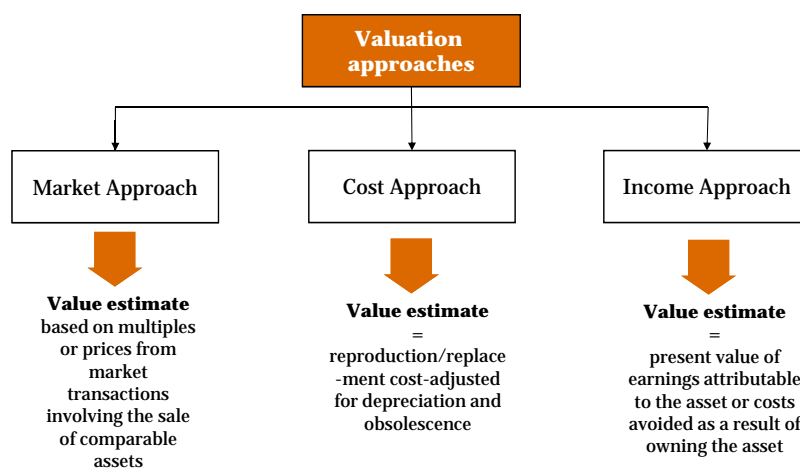 Valuation
approaches
Market Approach
Cost Approach
Income Approach
Value estimate
based on multiples
or prices from
market
transactions
involving the sale
of comparable
assets
Value estimate
=
reproduction/replace
-ment cost-adjusted
for depreciation and
obsolescence
Value estimate
=
present value of
earnings attributable
to the asset or costs
avoided as a result of
owning the asset